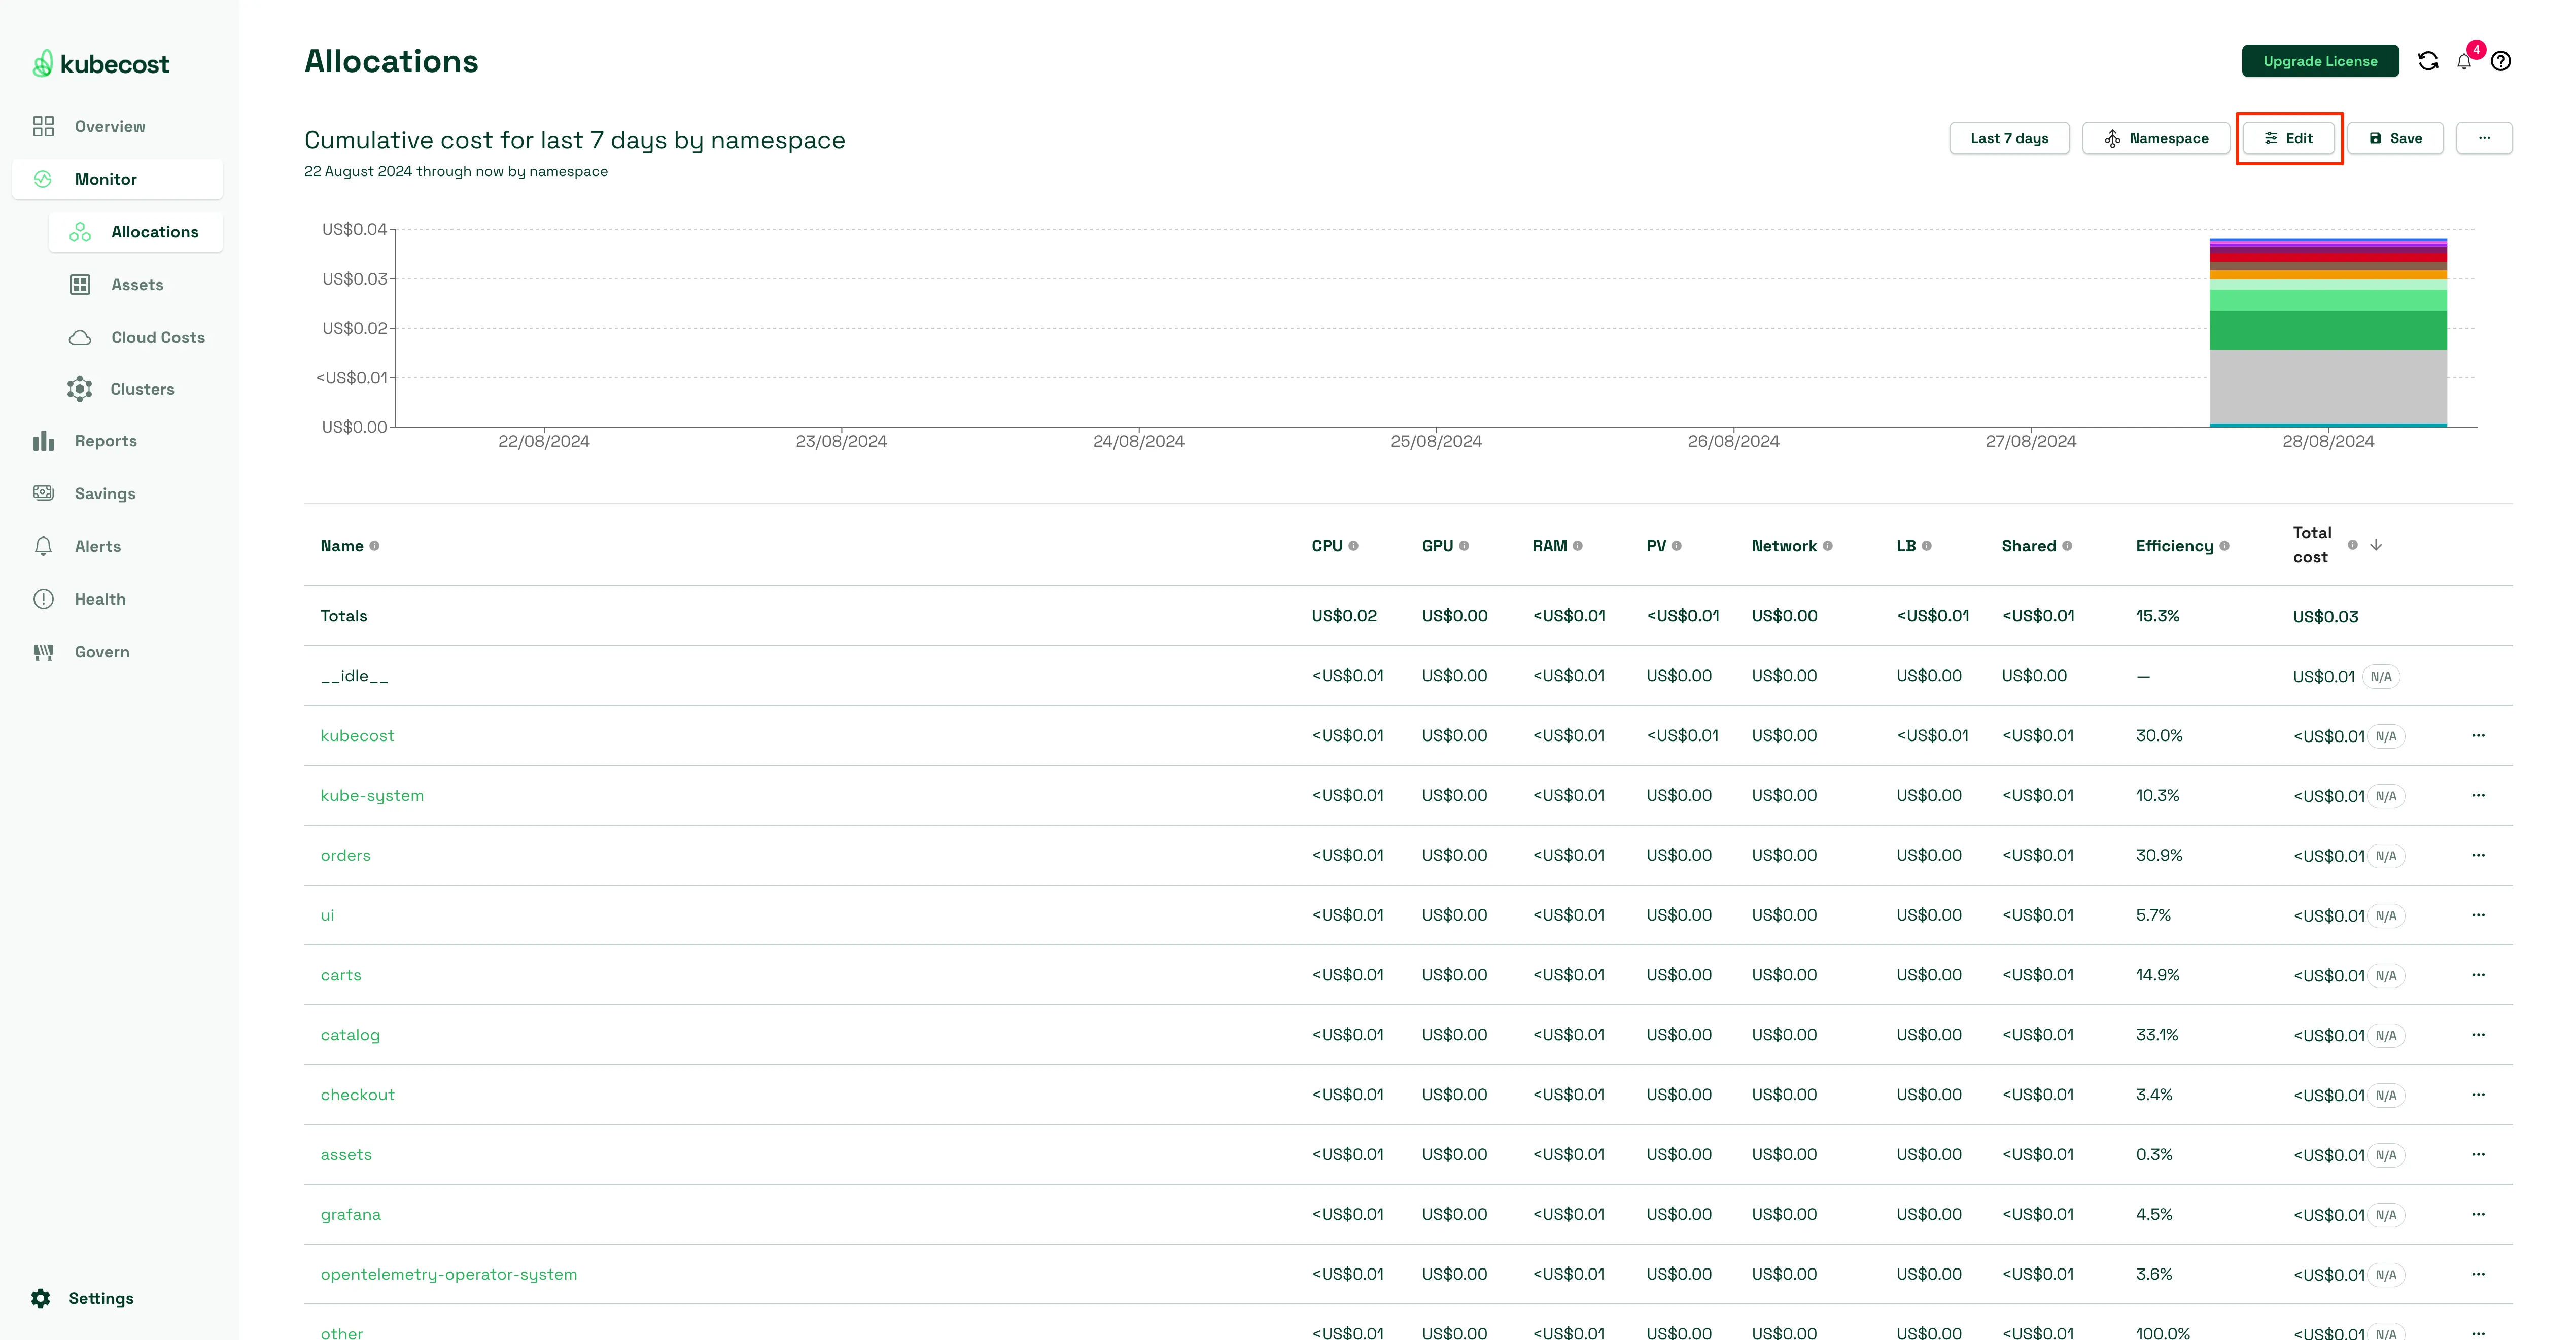 kubecost
Overview
Monitor
Allocations
Assets
Cloud Costs
Clusters
Reports
Savings
Alerts
Health
Govern
Settings
Allocations
Upgrade License
4
Cumulative cost for last 7 days by namespace
22 August 2024 through now by namespace
Last 7 days Namespace Edit Save ...
US$0.04
US$0.03
US$0.02
<US$0.01
US$0.00
22/08/2024 23/08/2024 24/08/2024 25/08/2024 26/08/2024 27/08/2024 28/08/2024
Name CPU GPU RAM PV Network LB Shared Efficiency Total cost
Totals US$0.02 US$0.00 <US$0.01 <US$0.01 US$0.00 <US$0.01 <US$0.01 15.3% US$0.03
__idle__ <US$0.01 US$0.00 <US$0.01 US$0.00 US$0.00 US$0.00 US$0.00 — US$0.01 N/A
kubecost <US$0.01 US$0.00 <US$0.01 <US$0.01 US$0.00 <US$0.01 <US$0.01 30.0% <US$0.01 N/A ...
kube-system <US$0.01 US$0.00 <US$0.01 US$0.00 US$0.00 US$0.00 <US$0.01 10.3% <US$0.01 N/A ...
orders <US$0.01 US$0.00 <US$0.01 US$0.00 US$0.00 US$0.00 <US$0.01 30.9% <US$0.01 N/A ...
ui <US$0.01 US$0.00 <US$0.01 US$0.00 US$0.00 US$0.00 <US$0.01 5.7% <US$0.01 N/A ...
carts <US$0.01 US$0.00 <US$0.01 US$0.00 US$0.00 US$0.00 <US$0.01 14.9% <US$0.01 N/A ...
catalog <US$0.01 US$0.00 <US$0.01 US$0.00 US$0.00 US$0.00 <US$0.01 33.1% <US$0.01 N/A ...
checkout <US$0.01 US$0.00 <US$0.01 US$0.00 US$0.00 US$0.00 <US$0.01 3.4% <US$0.01 N/A ...
assets <US$0.01 US$0.00 <US$0.01 US$0.00 US$0.00 US$0.00 <US$0.01 0.3% <US$0.01 N/A ...
grafana <US$0.01 US$0.00 <US$0.01 US$0.00 US$0.00 US$0.00 <US$0.01 4.5% <US$0.01 N/A ...
opentelemetry-operator-system <US$0.01 US$0.00 <US$0.01 US$0.00 US$0.00 US$0.00 <US$0.01 3.6% <US$0.01 N/A ...
other <US$0.01 US$0.00 <US$0.01 US$0.00 US$0.00 US$0.00 <US$0.01 100.0% <US$0.01 N/A ...